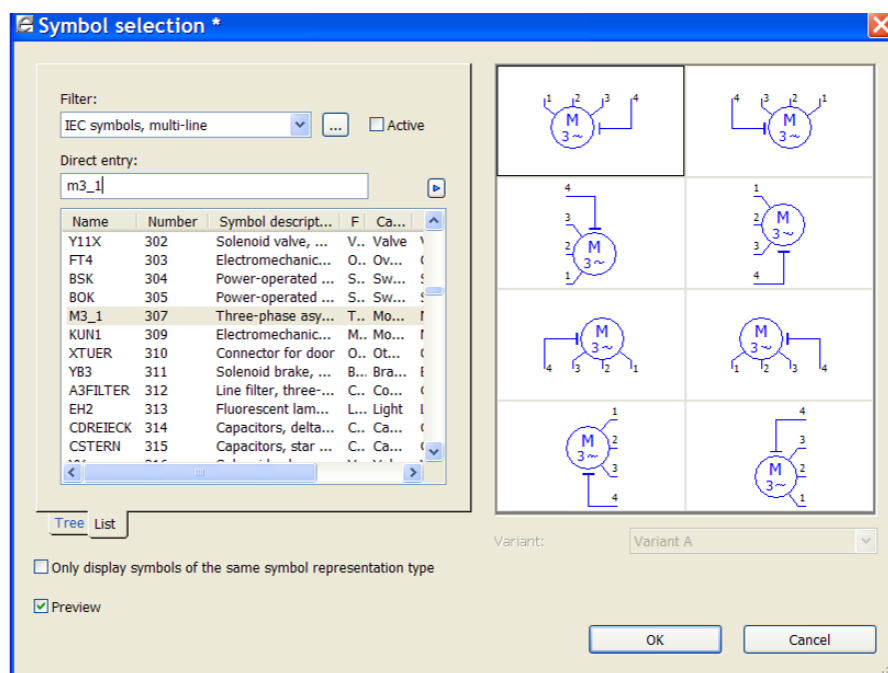 Symbol selection *
Filter:
IEC symbols, multi-line
...
Active
Direct entry:
m3_1
Name Number Symbol descript... F Ca...
Y11X 302 Solenoid valve, ... V.. Valve
FT4 303 Electromechanic... O.. Ov...
BSK 304 Power-operated ... S.. Sw...
BOK 305 Power-operated ... S.. Sw...
M3_1 307 Three-phase asy... T.. Mo...
KUN1 309 Electromechanic... M.. Mo...
XTUER 310 Connector for door O.. Ot...
YB3 311 Solenoid brake, ... B... Bra...
A3FILTER 312 Line filter, three-... C.. Co...
EH2 313 Fluorescent lam... L... Light
CDREIECK 314 Capacitors, delta... C.. Ca...
CSTERN 315 Capacitors, star ... C.. Ca...
Tree List
Only display symbols of the same symbol representation type
Preview
1 2 3 4
M
3~
4 3 2 1
M
3~
4
3
2
1
M
3~
1
2
3
4
M
3~
M
3~
4 3 2 1
M
3~
1 2 3 4
1
2
3
4
M
3~
4
3
2
1
M
3~
Variant: Variant A
OK Cancel